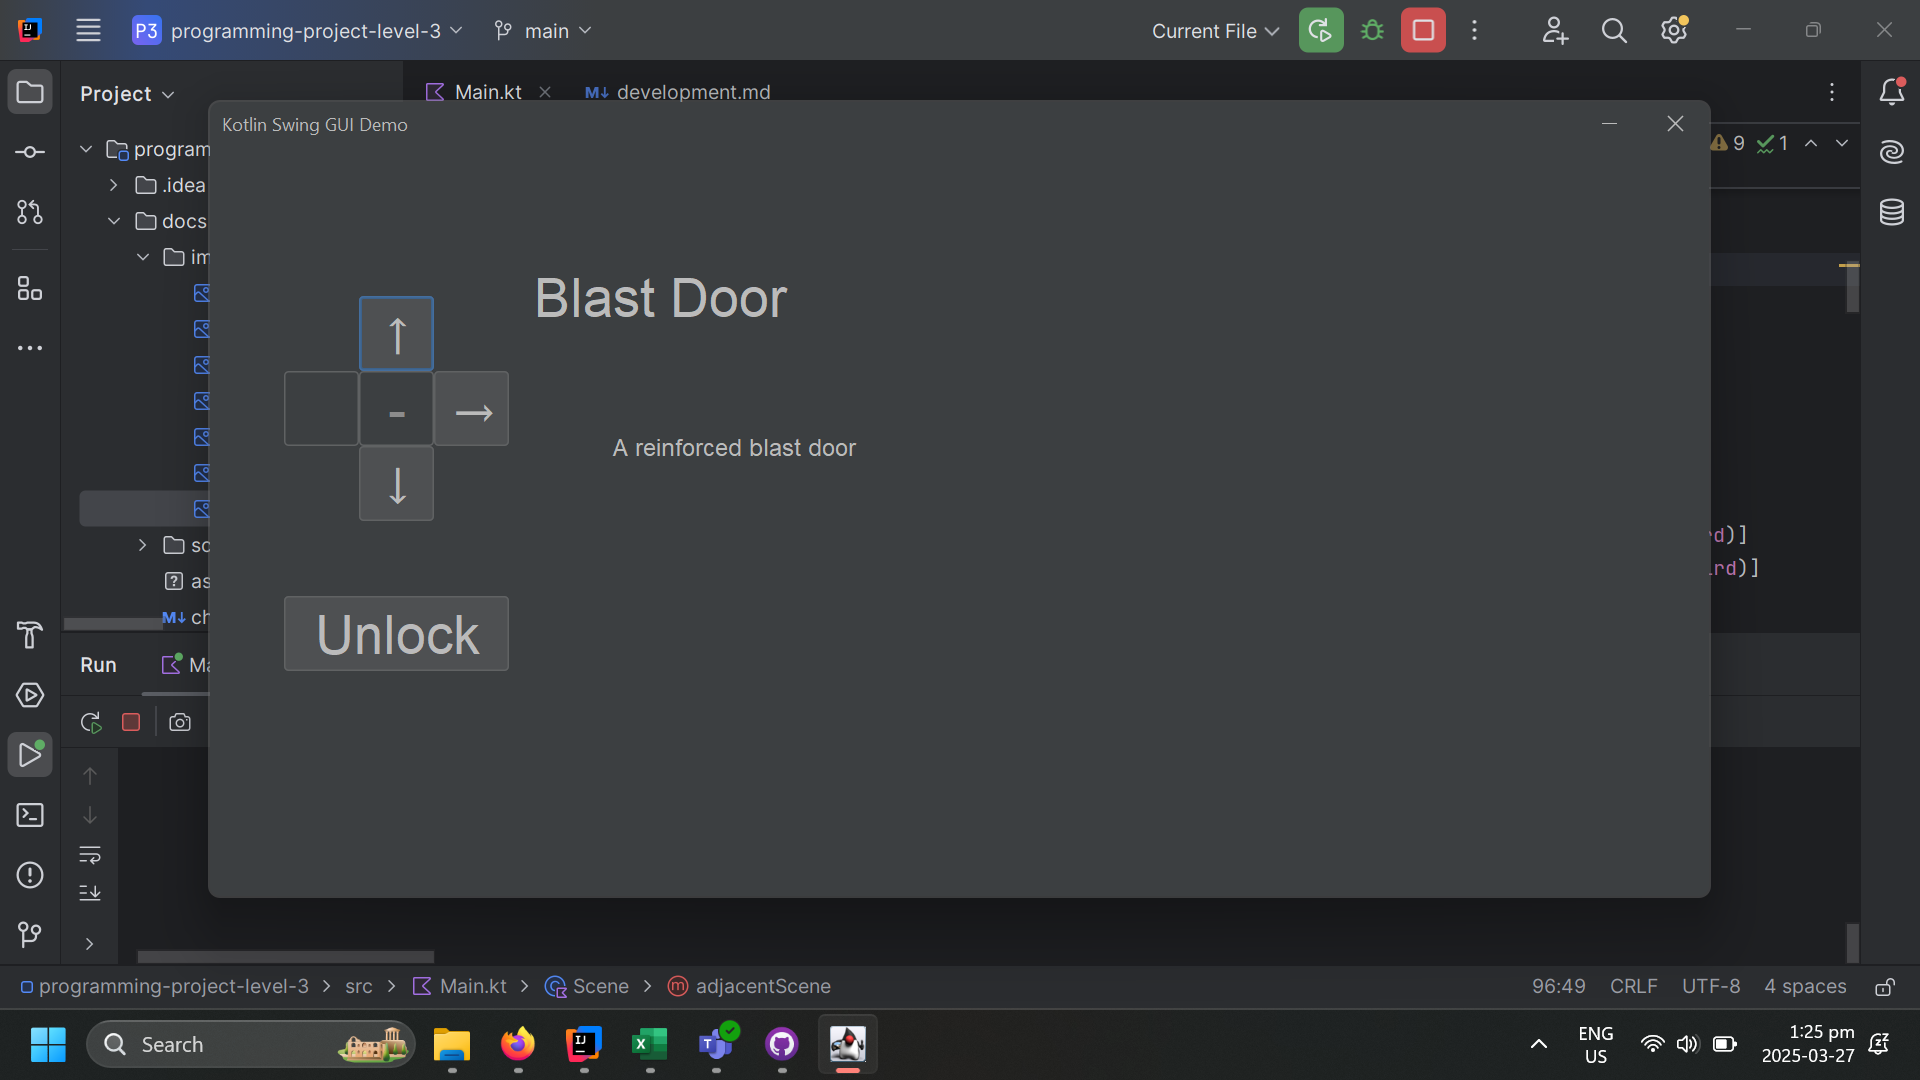 P3 programming-project-level-3 main Current File
Project
Main.kt
M↓ development.md
Kotlin Swing GUI Demo
9 1
program
.idea
docs
im
Blast Door
↑
- →
A reinforced blast door
↓
rd)]
ird)]
sc
as
M↓ ch
Unlock
Run Ma
programming-project-level-3 > src > Main.kt > Scene > adjacentScene
96:49 CRLF UTF-8 4 spaces
Search
ENG
US
1:25 pm
2025-03-27